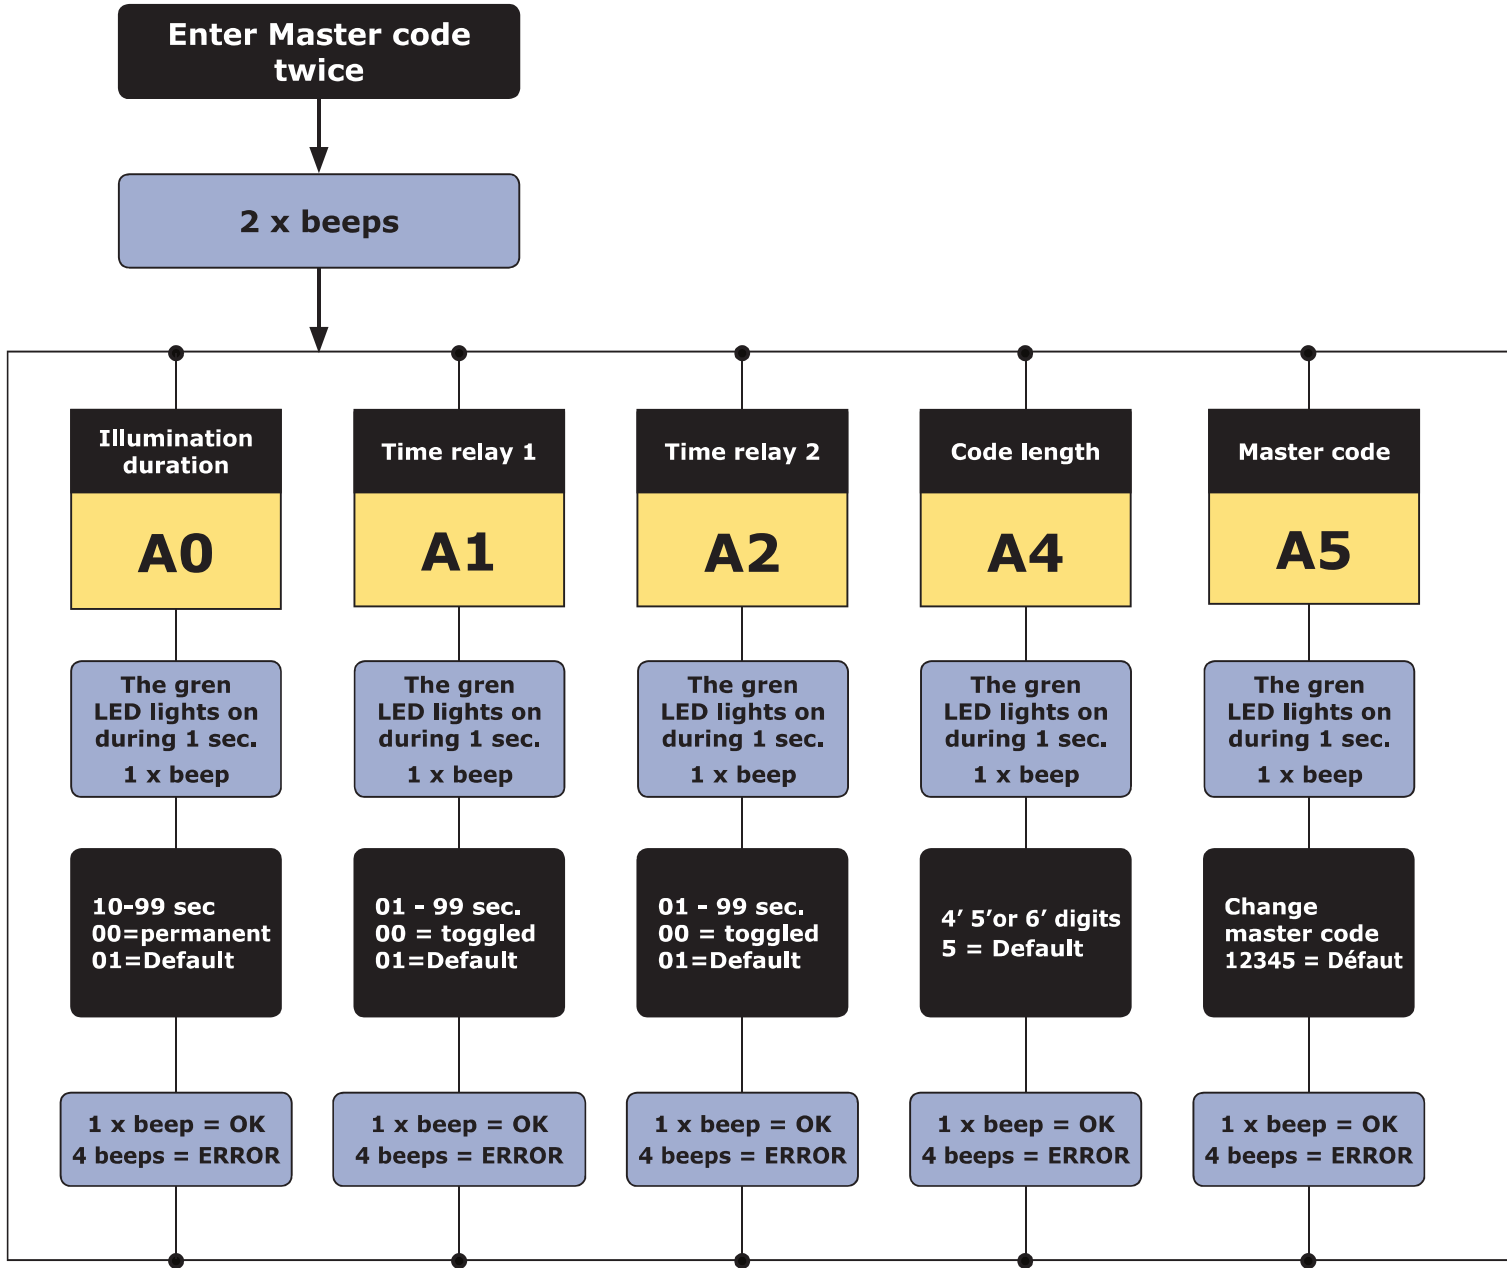 Enter Master code
twice
2 x beeps
Illumination
duration
A0
The gren
LED lights on
during 1 sec.
1 x beep
10-99 sec
00=permanent
01=Default
1 x beep = OK
4 beeps = ERROR
Time relay 1
A1
The gren
LED lights on
during 1 sec.
1 x beep
01 - 99 sec.
00 = toggled
01=Default
1 x beep = OK
4 beeps = ERROR
Time relay 2
A2
The gren
LED lights on
during 1 sec.
1 x beep
01 - 99 sec.
00 = toggled
01=Default
1 x beep = OK
4 beeps = ERROR
Code length
A4
The gren
LED lights on
during 1 sec.
1 x beep
4’ 5’or 6’ digits
5 = Default
1 x beep = OK
4 beeps = ERROR
Master code
A5
The gren
LED lights on
during 1 sec.
1 x beep
Change
master code
12345 = Défaut
1 x beep = OK
4 beeps = ERROR